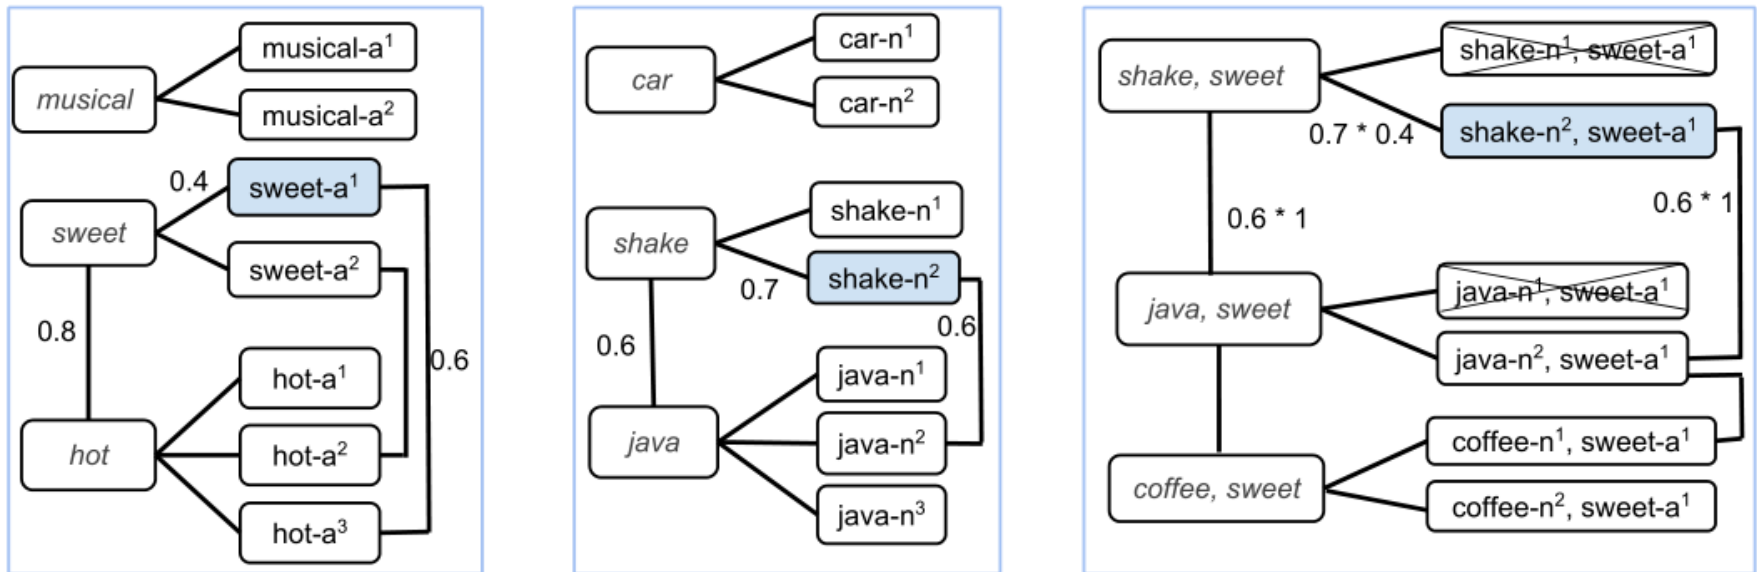 musical
musical-a¹
musical-a²
0.4
sweet-a¹
sweet
sweet-a²
0.8
0.6
hot-a¹
hot
hot-a²
hot-a³
car
car-n¹
car-n²
shake-n¹
shake
shake-n²
0.7
0.6
0.6
java-n¹
java
java-n²
java-n³
shake, sweet
shake-n¹, sweet-a¹
0.7 * 0.4
shake-n², sweet-a¹
0.6 * 1
0.6 * 1
java-n¹, sweet-a¹
java, sweet
java-n², sweet-a¹
coffee-n¹, sweet-a¹
coffee, sweet
coffee-n², sweet-a¹